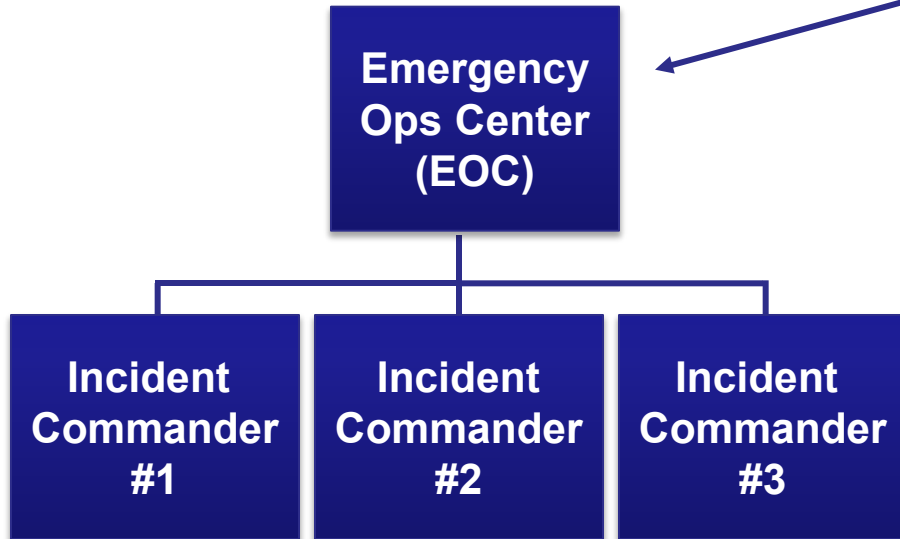 Emergency
Ops Center
(EOC)
Incident
Commander
#1
Incident
Commander
#2
Incident
Commander
#3